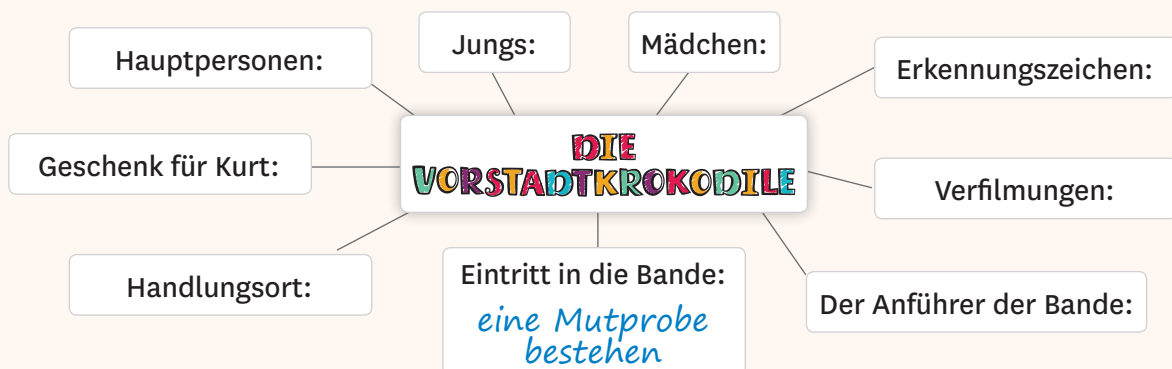 Hauptpersonen:
Jungs:
Mädchen:
Erkennungszeichen:
Geschenk für Kurt:
DIE
VORSTADTKROKODILE
Verfilmungen:
Handlungsort:
Eintritt in die Bande:
eine Mutprobe
bestehen
Der Anführer der Bande: